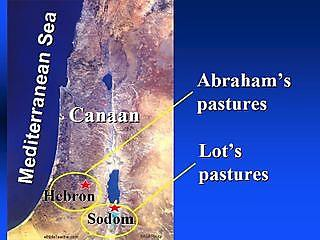 Mediterranean Sea
Canaan
Abraham's
pastures
Lot's
pastures
Hebron
Sodom